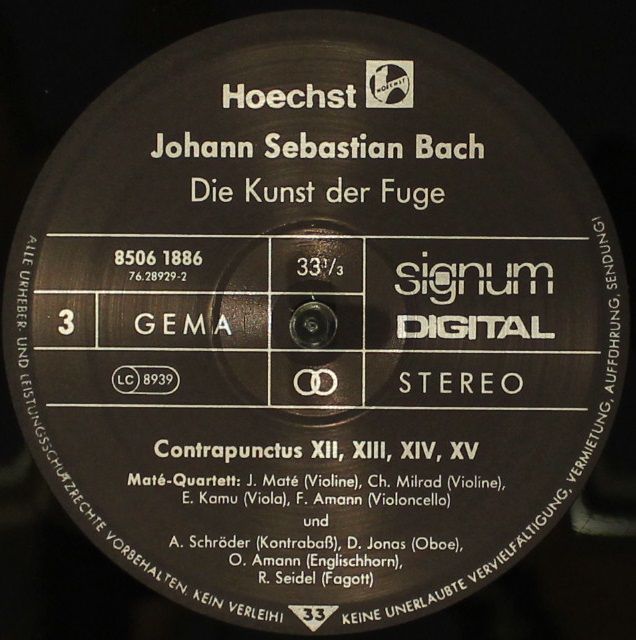 Hoechst
HOECHST
Johann Sebastian Bach
Die Kunst der Fuge
8506 1886
76.28929-2
33⅓
signum
DIGITAL
3
GEMA
LC 8939
STEREO
Contrapunctus XII, XIII, XIV, XV
Maté-Quartett: J. Maté (Violine), Ch. Milrad (Violine),
E. Kamu (Viola), F. Amann (Violoncello)
und
A. Schröder (Kontrabaß), D. Jonas (Oboe),
O. Amann (Englischhorn),
R. Seidel (Fagott)
ALLE URHEBER- UND LEISTUNGSSCHUTZRECHTE VORBEHALTEN. KEIN VERLEIH! KEINE UNERLAUBTE VERVIELFÄLTIGUNG, VERMIETUNG, AUFFÜHRUNG, SENDUNG!
33